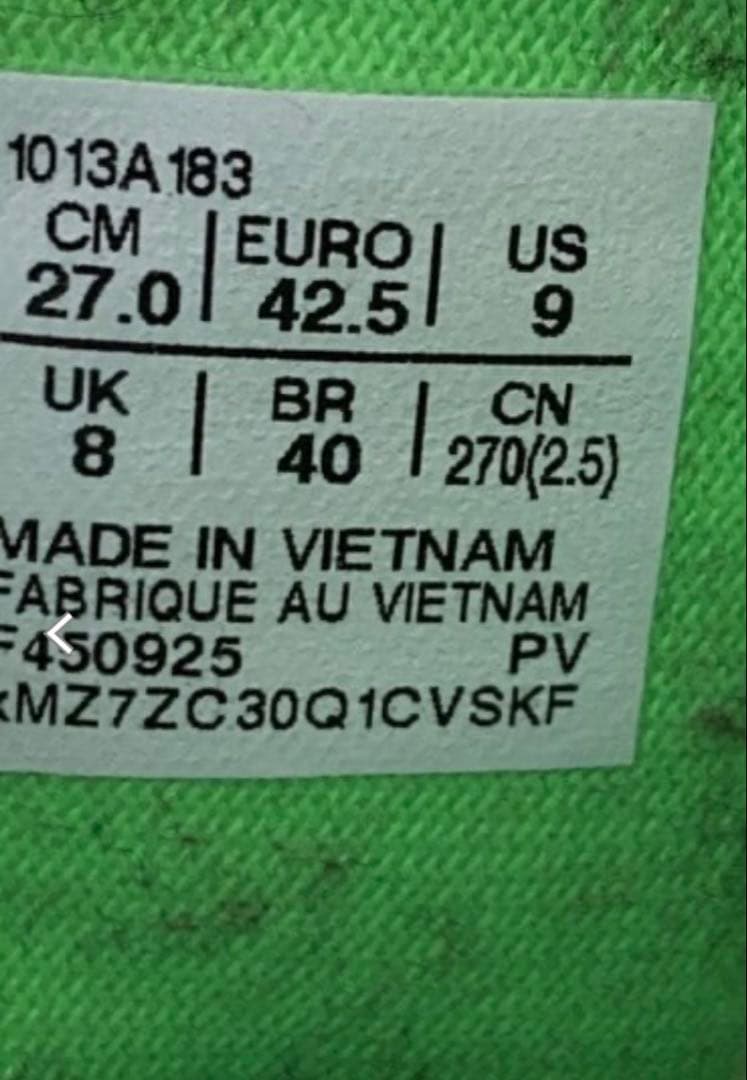 1013A183
CM | EURO | US
27.0 | 42.5 | 9
UK | BR | CN
8 | 40 | 270(2.5)
MADE IN VIETNAM
FABRIQUE AU VIETNAM
F450925 PV
MZ7ZC30Q1CVSKF